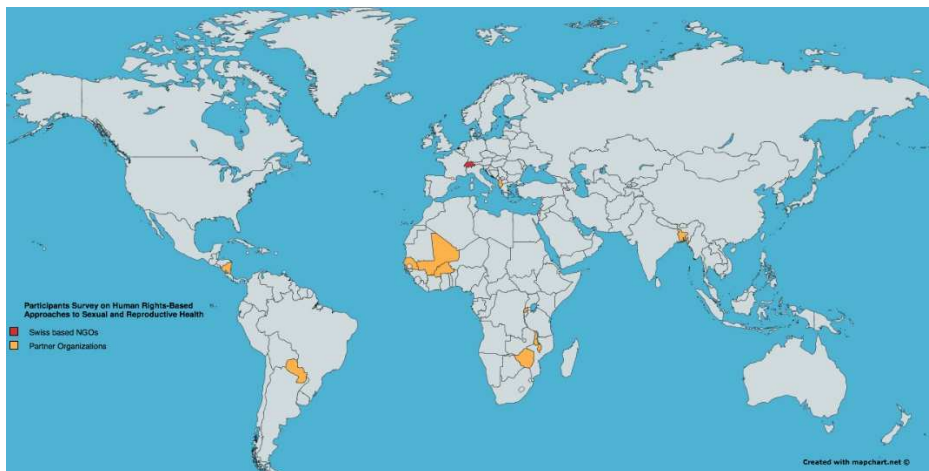 Participants Survey on Human Rights-Based
Approaches to Sexual and Reproductive Health
Swiss based NGOs
Partner Organizations
Created with mapchart.net ©